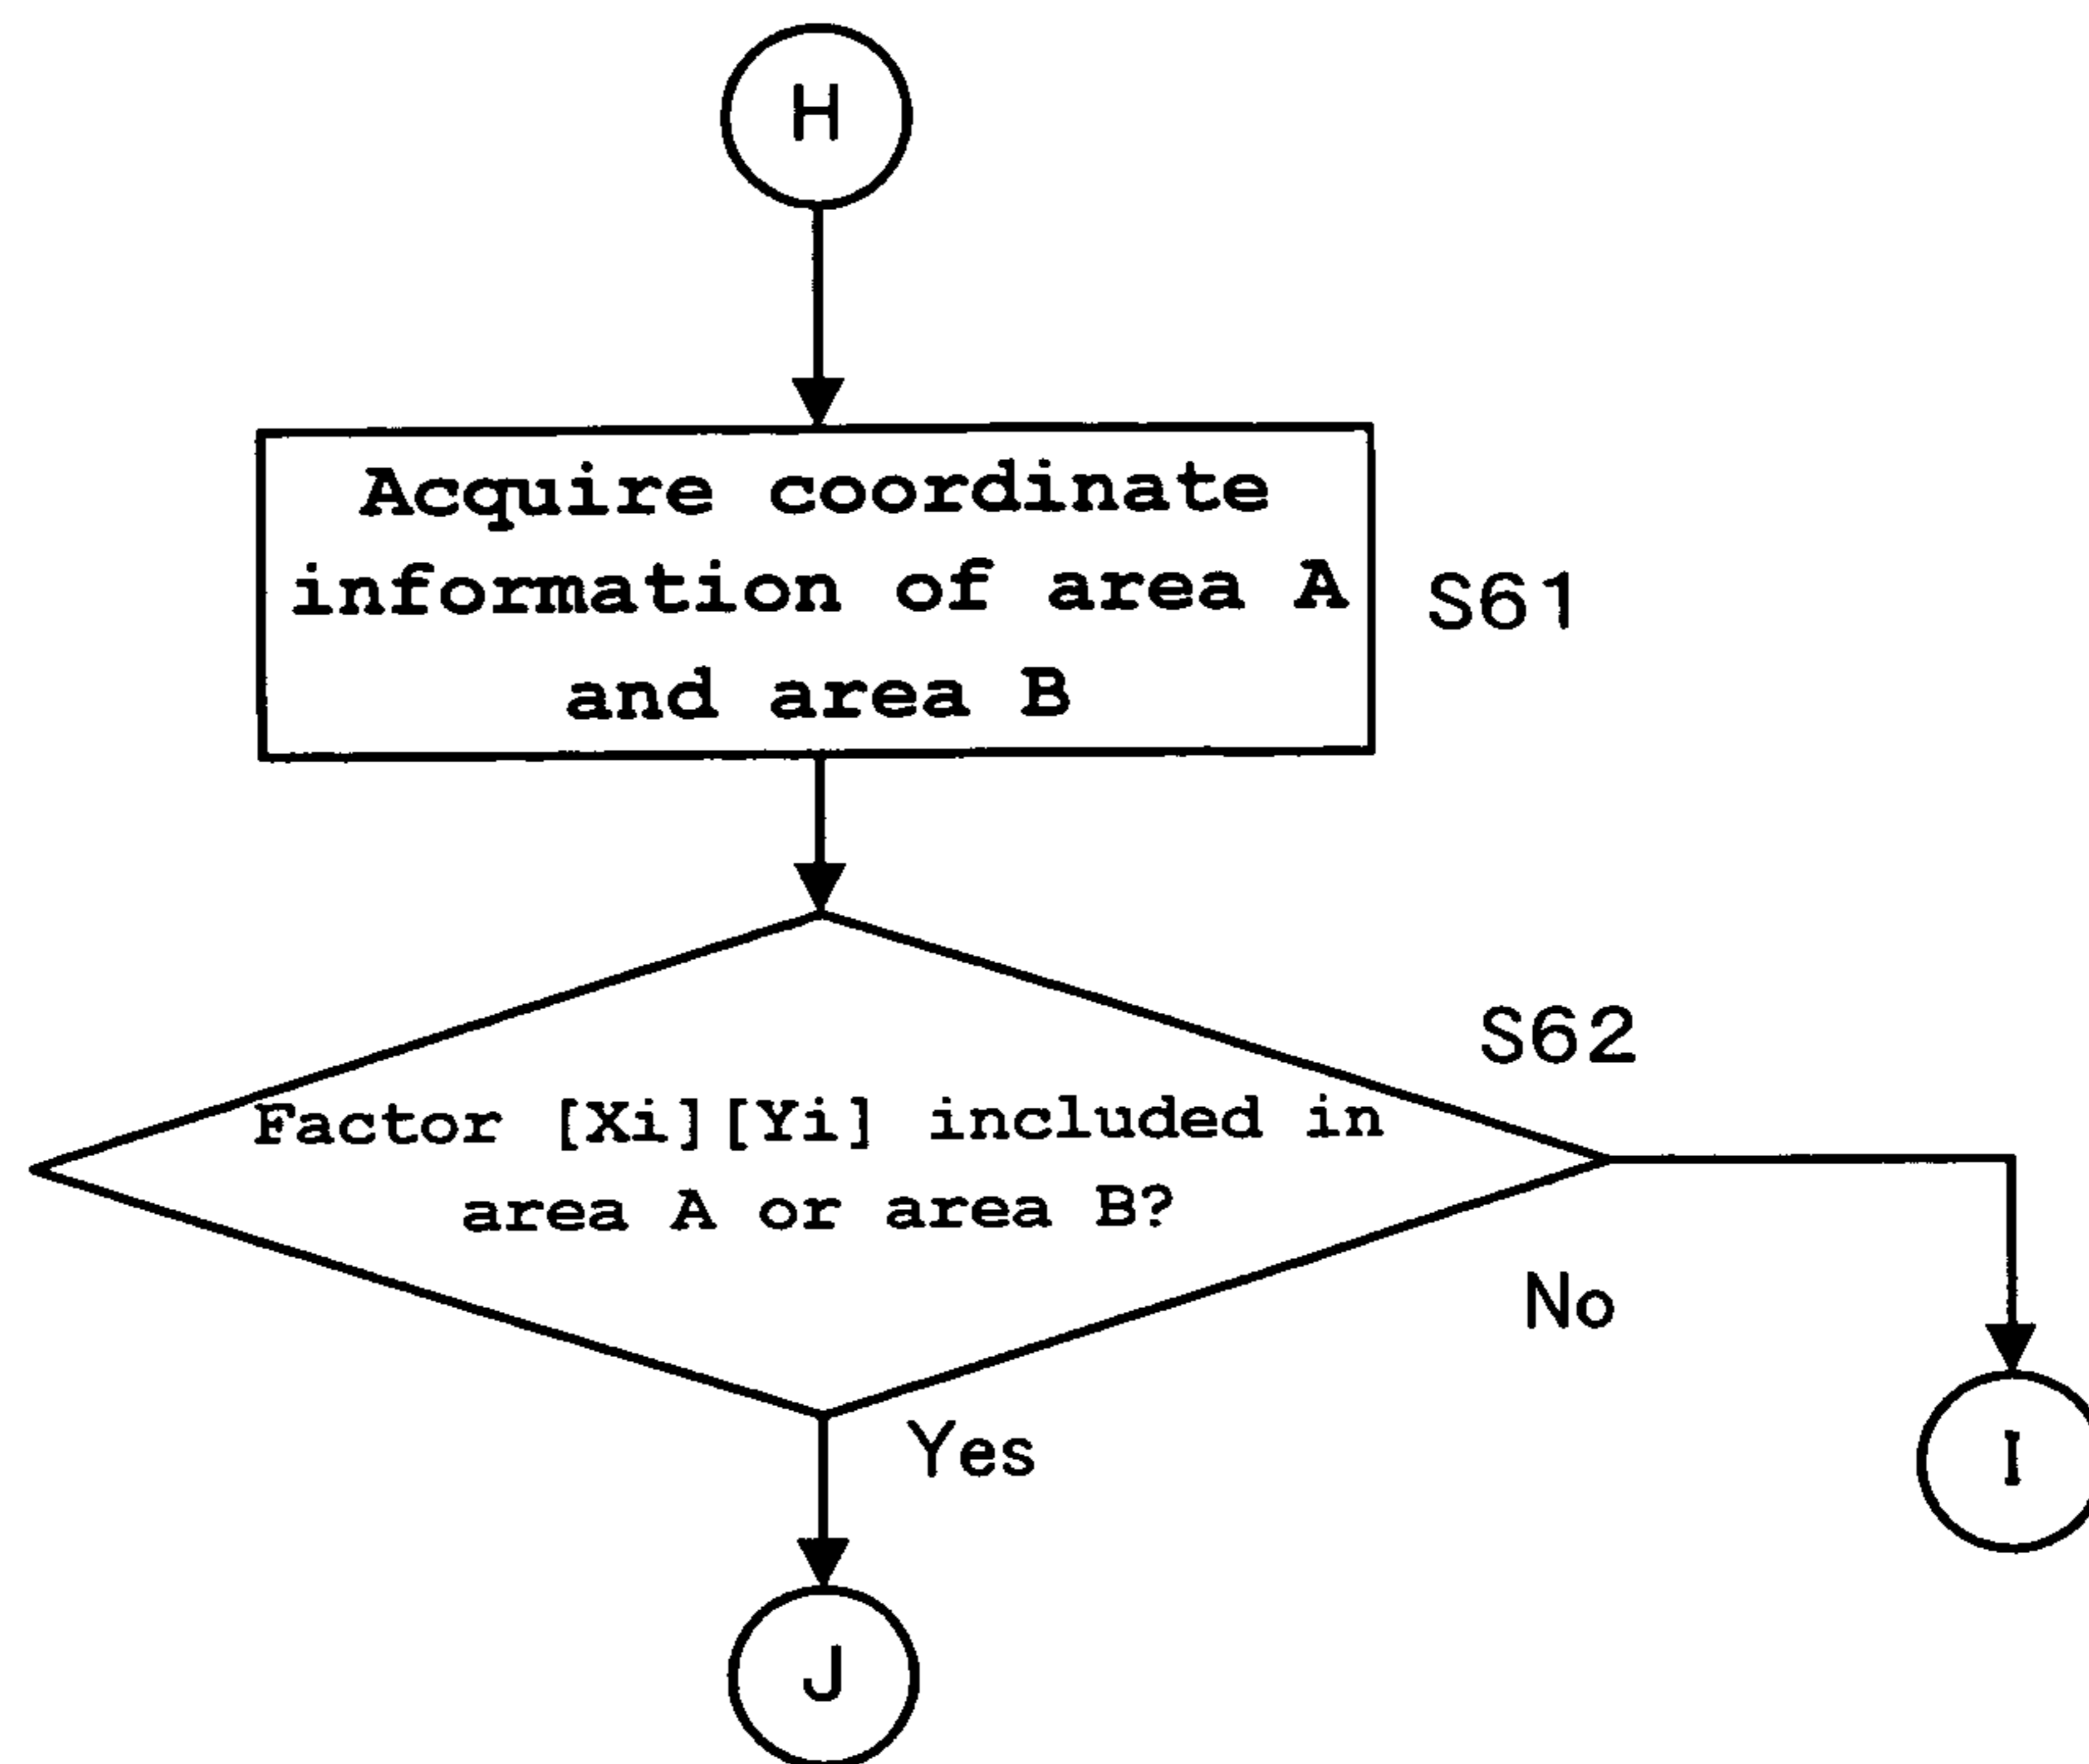 H
Acquire coordinate
information of area A
and area B
S61
S62
Factor [Xi][Yi] included in
area A or area B?
No
Yes
I
J